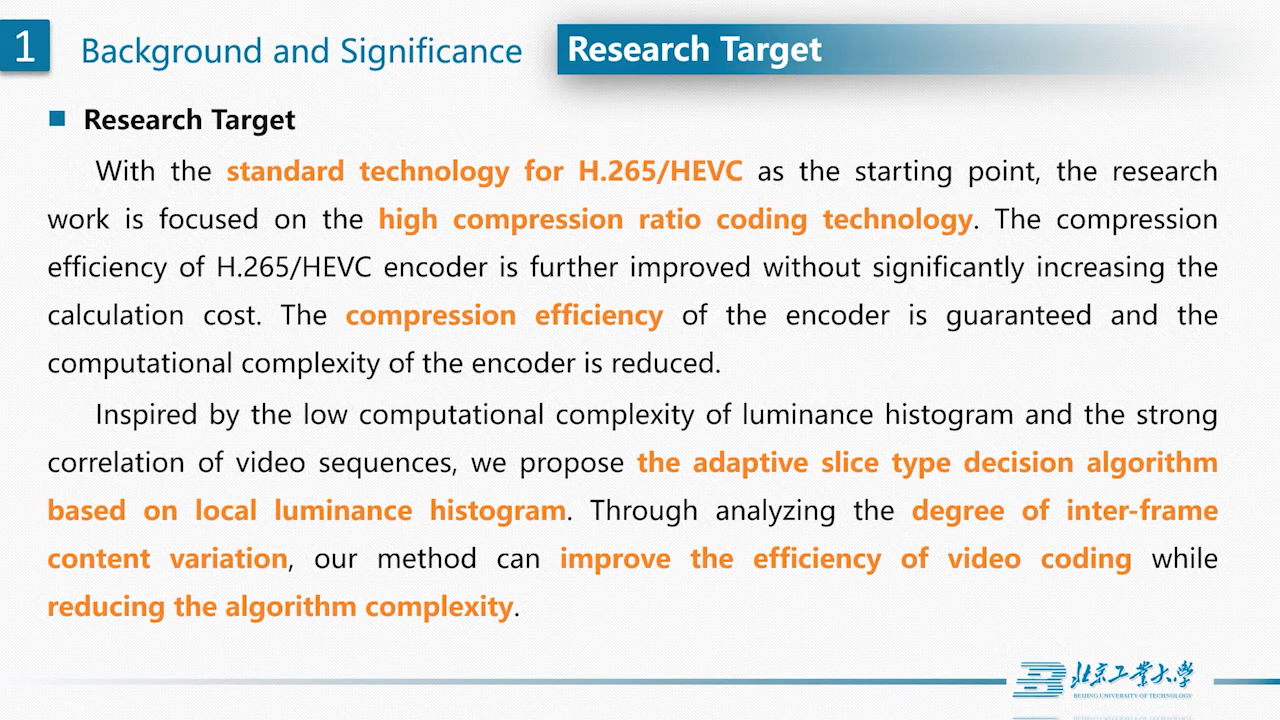 1
Background and Significance
Research Target
Research Target
With the standard technology for H.265/HEVC as the starting point, the research
work is focused on the high compression ratio coding technology. The compression
efficiency of H.265/HEVC encoder is further improved without significantly increasing the
calculation cost. The compression efficiency of the encoder is guaranteed and the
computational complexity of the encoder is reduced.
Inspired by the low computational complexity of luminance histogram and the strong
correlation of video sequences, we propose the adaptive slice type decision algorithm
based on local luminance histogram. Through analyzing the degree of inter-frame
content variation, our method can improve the efficiency of video coding while
reducing the algorithm complexity.
北京工业大学
BEIJING UNIVERSITY OF TECHNOLOGY